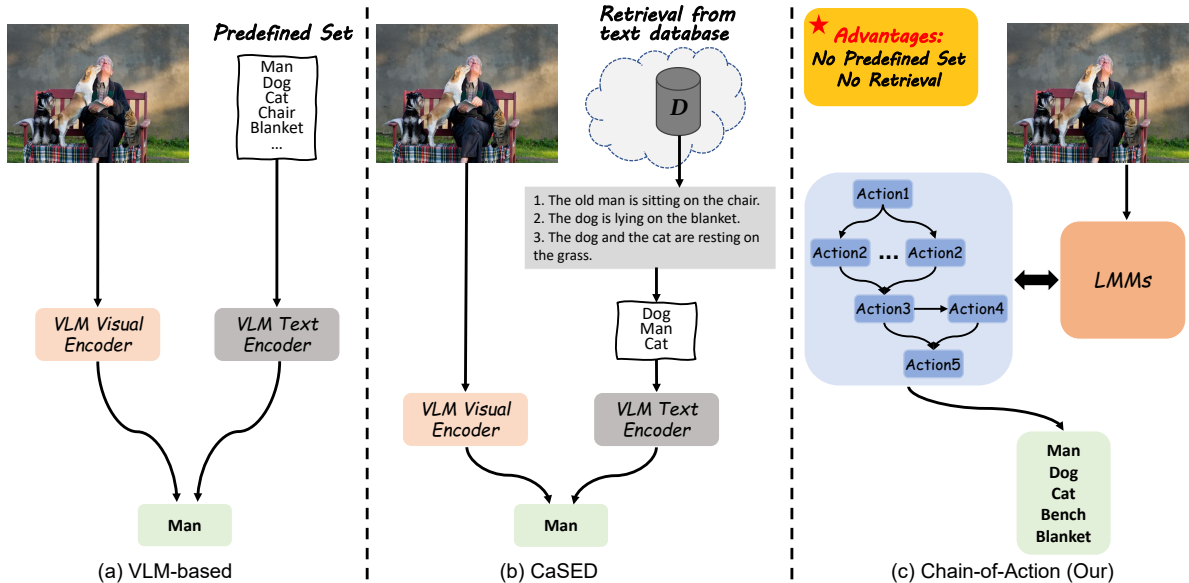 Predefined Set
Man
Dog
Cat
Chair
Blanket
...
VLM Visual
Encoder
VLM Text
Encoder
Man
(a) VLM-based
Retrieval from
text database
D
1. The old man is sitting on the chair.
2. The dog is lying on the blanket.
3. The dog and the cat are resting on
the grass.
Dog
Man
Cat
VLM Visual
Encoder
VLM Text
Encoder
Man
(b) CaSED
Advantages:
No Predefined Set
No Retrieval
Action1
Action2 ... Action2
Action3
Action4
Action5
LMMs
Man
Dog
Cat
Bench
Blanket
(c) Chain-of-Action (Our)